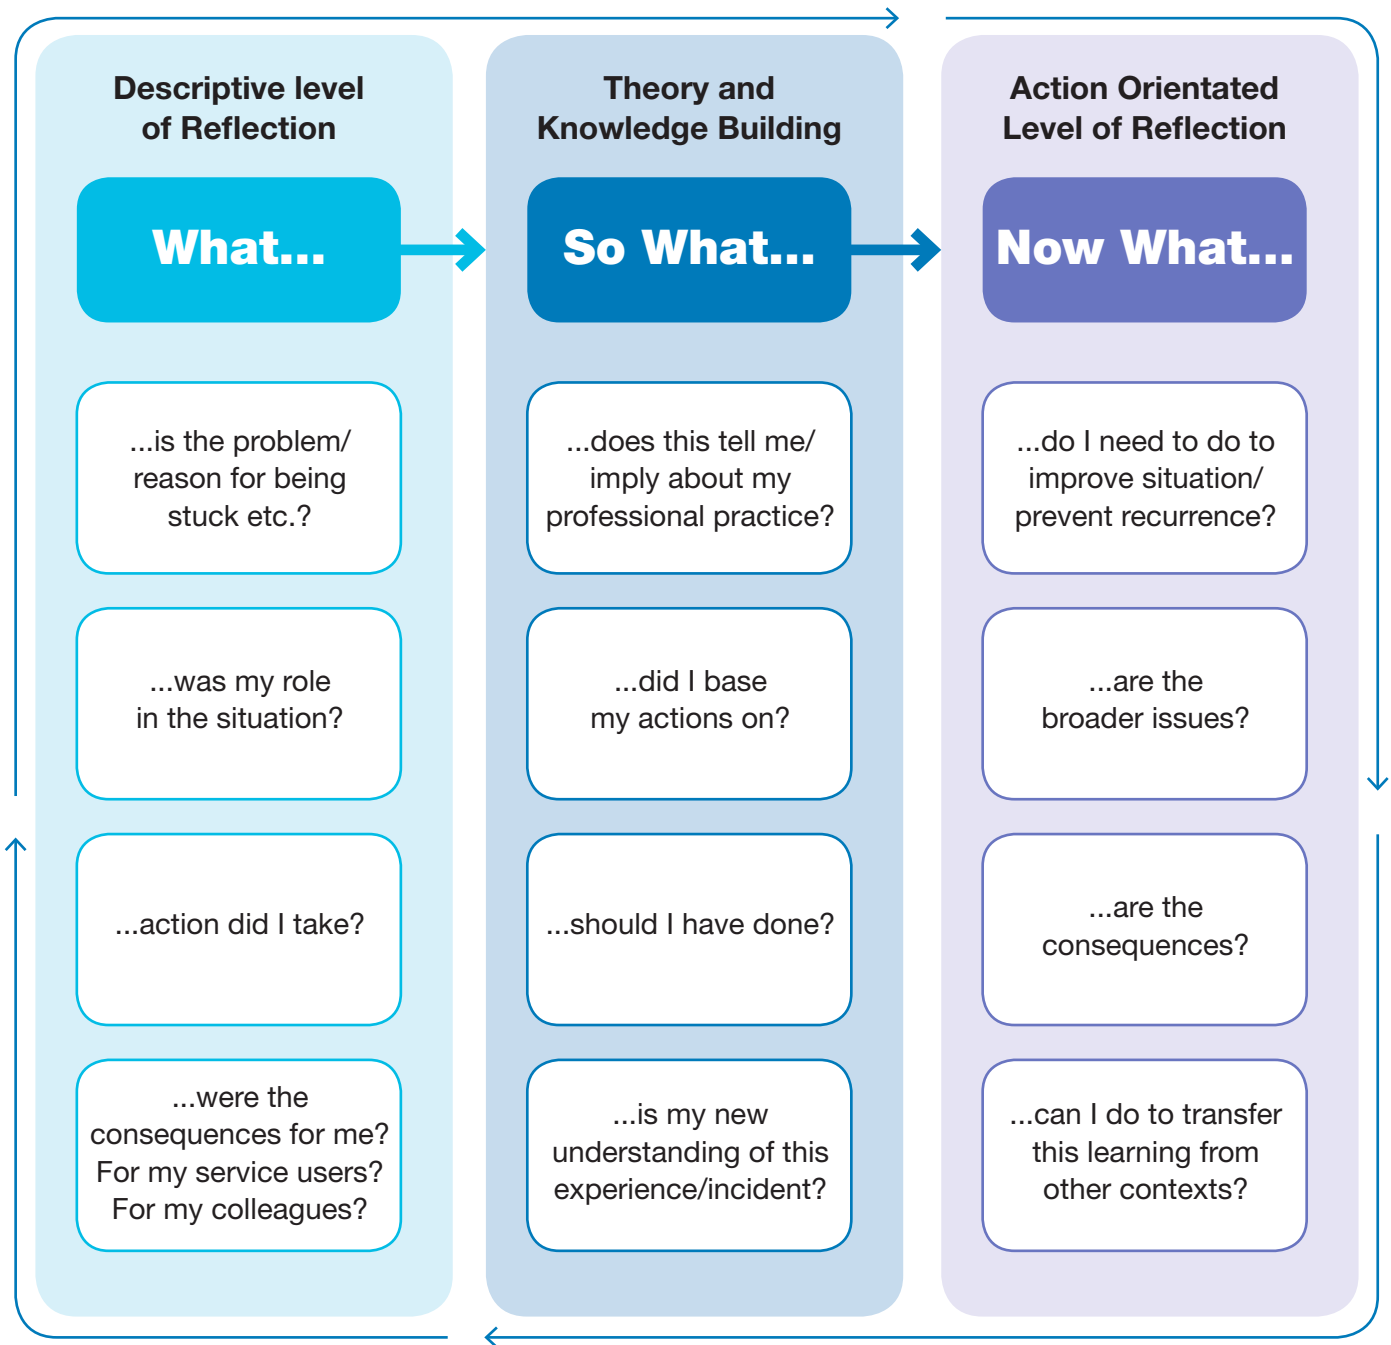 Descriptive level
of Reflection
What...
...is the problem/
reason for being
stuck etc.?
...was my role
in the situation?
...action did I take?
...were the
consequences for me?
For my service users?
For my colleagues?
Theory and
Knowledge Building
So What...
...does this tell me/
imply about my
professional practice?
...did I base
my actions on?
...should I have done?
...is my new
understanding of this
experience/incident?
Action Orientated
Level of Reflection
Now What...
...do I need to do to
improve situation/
prevent recurrence?
...are the
broader issues?
...are the
consequences?
...can I do to transfer
this learning from
other contexts?